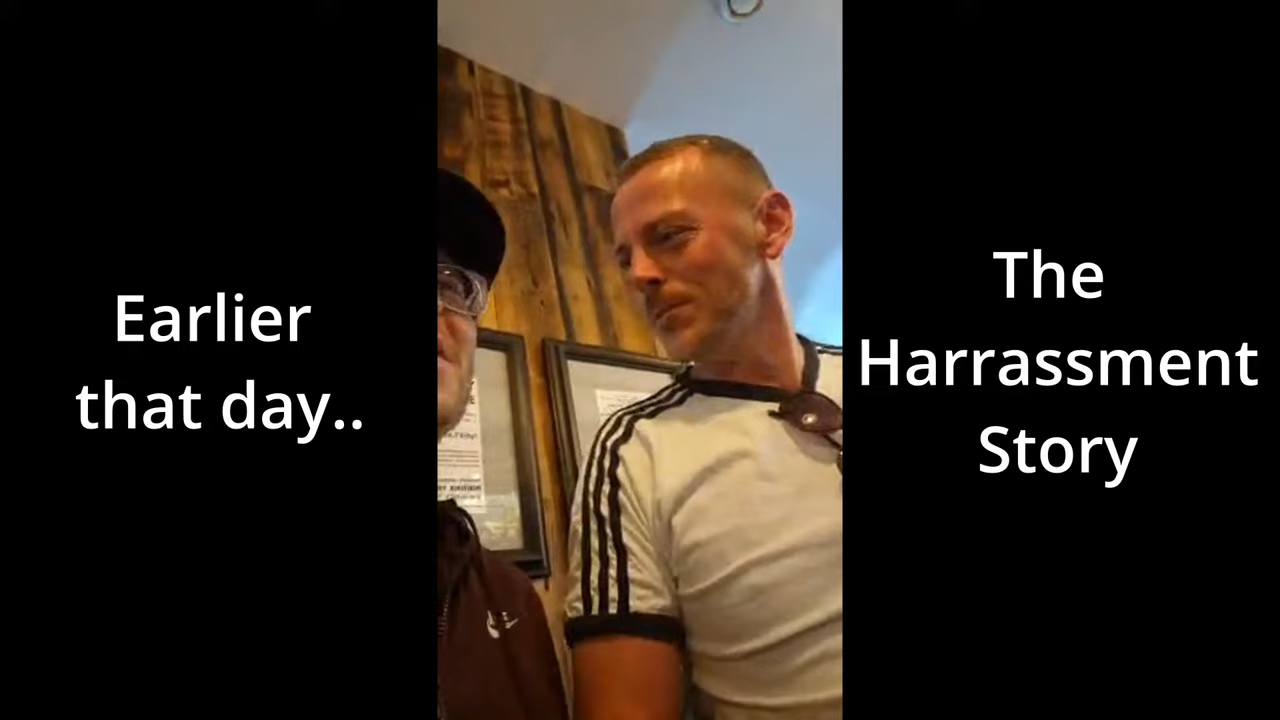 Earlier
that day..
The
Harrassment
Story